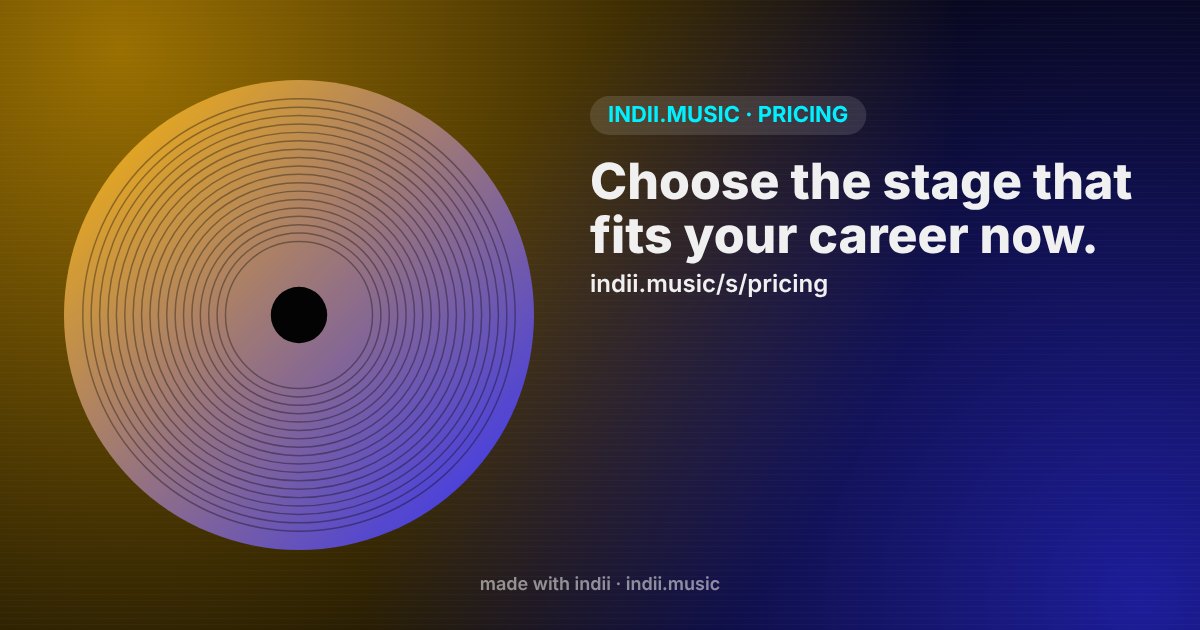 INDII.MUSIC · PRICING
Choose the stage that
fits your career now.
indii.music/s/pricing
made with indii · indii.music